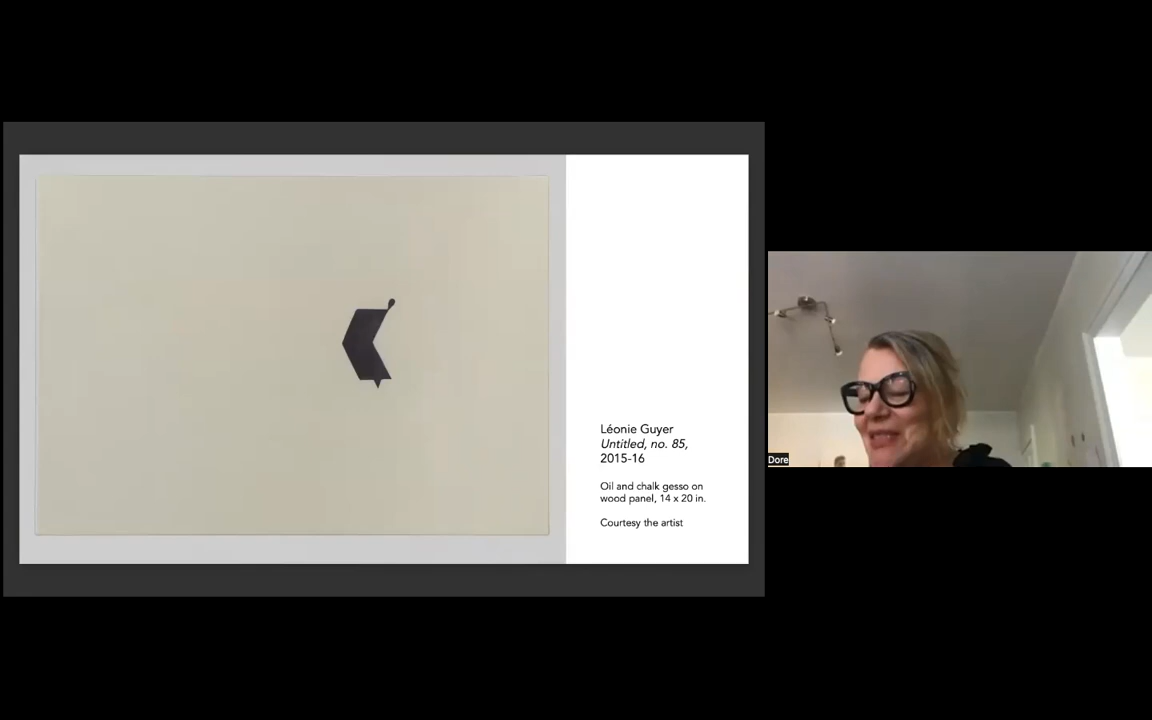 Léonie Guyer
Untitled, no. 85,
2015-16
Oil and chalk gesso on
wood panel, 14 x 20 in.
Courtesy the artist
Dore